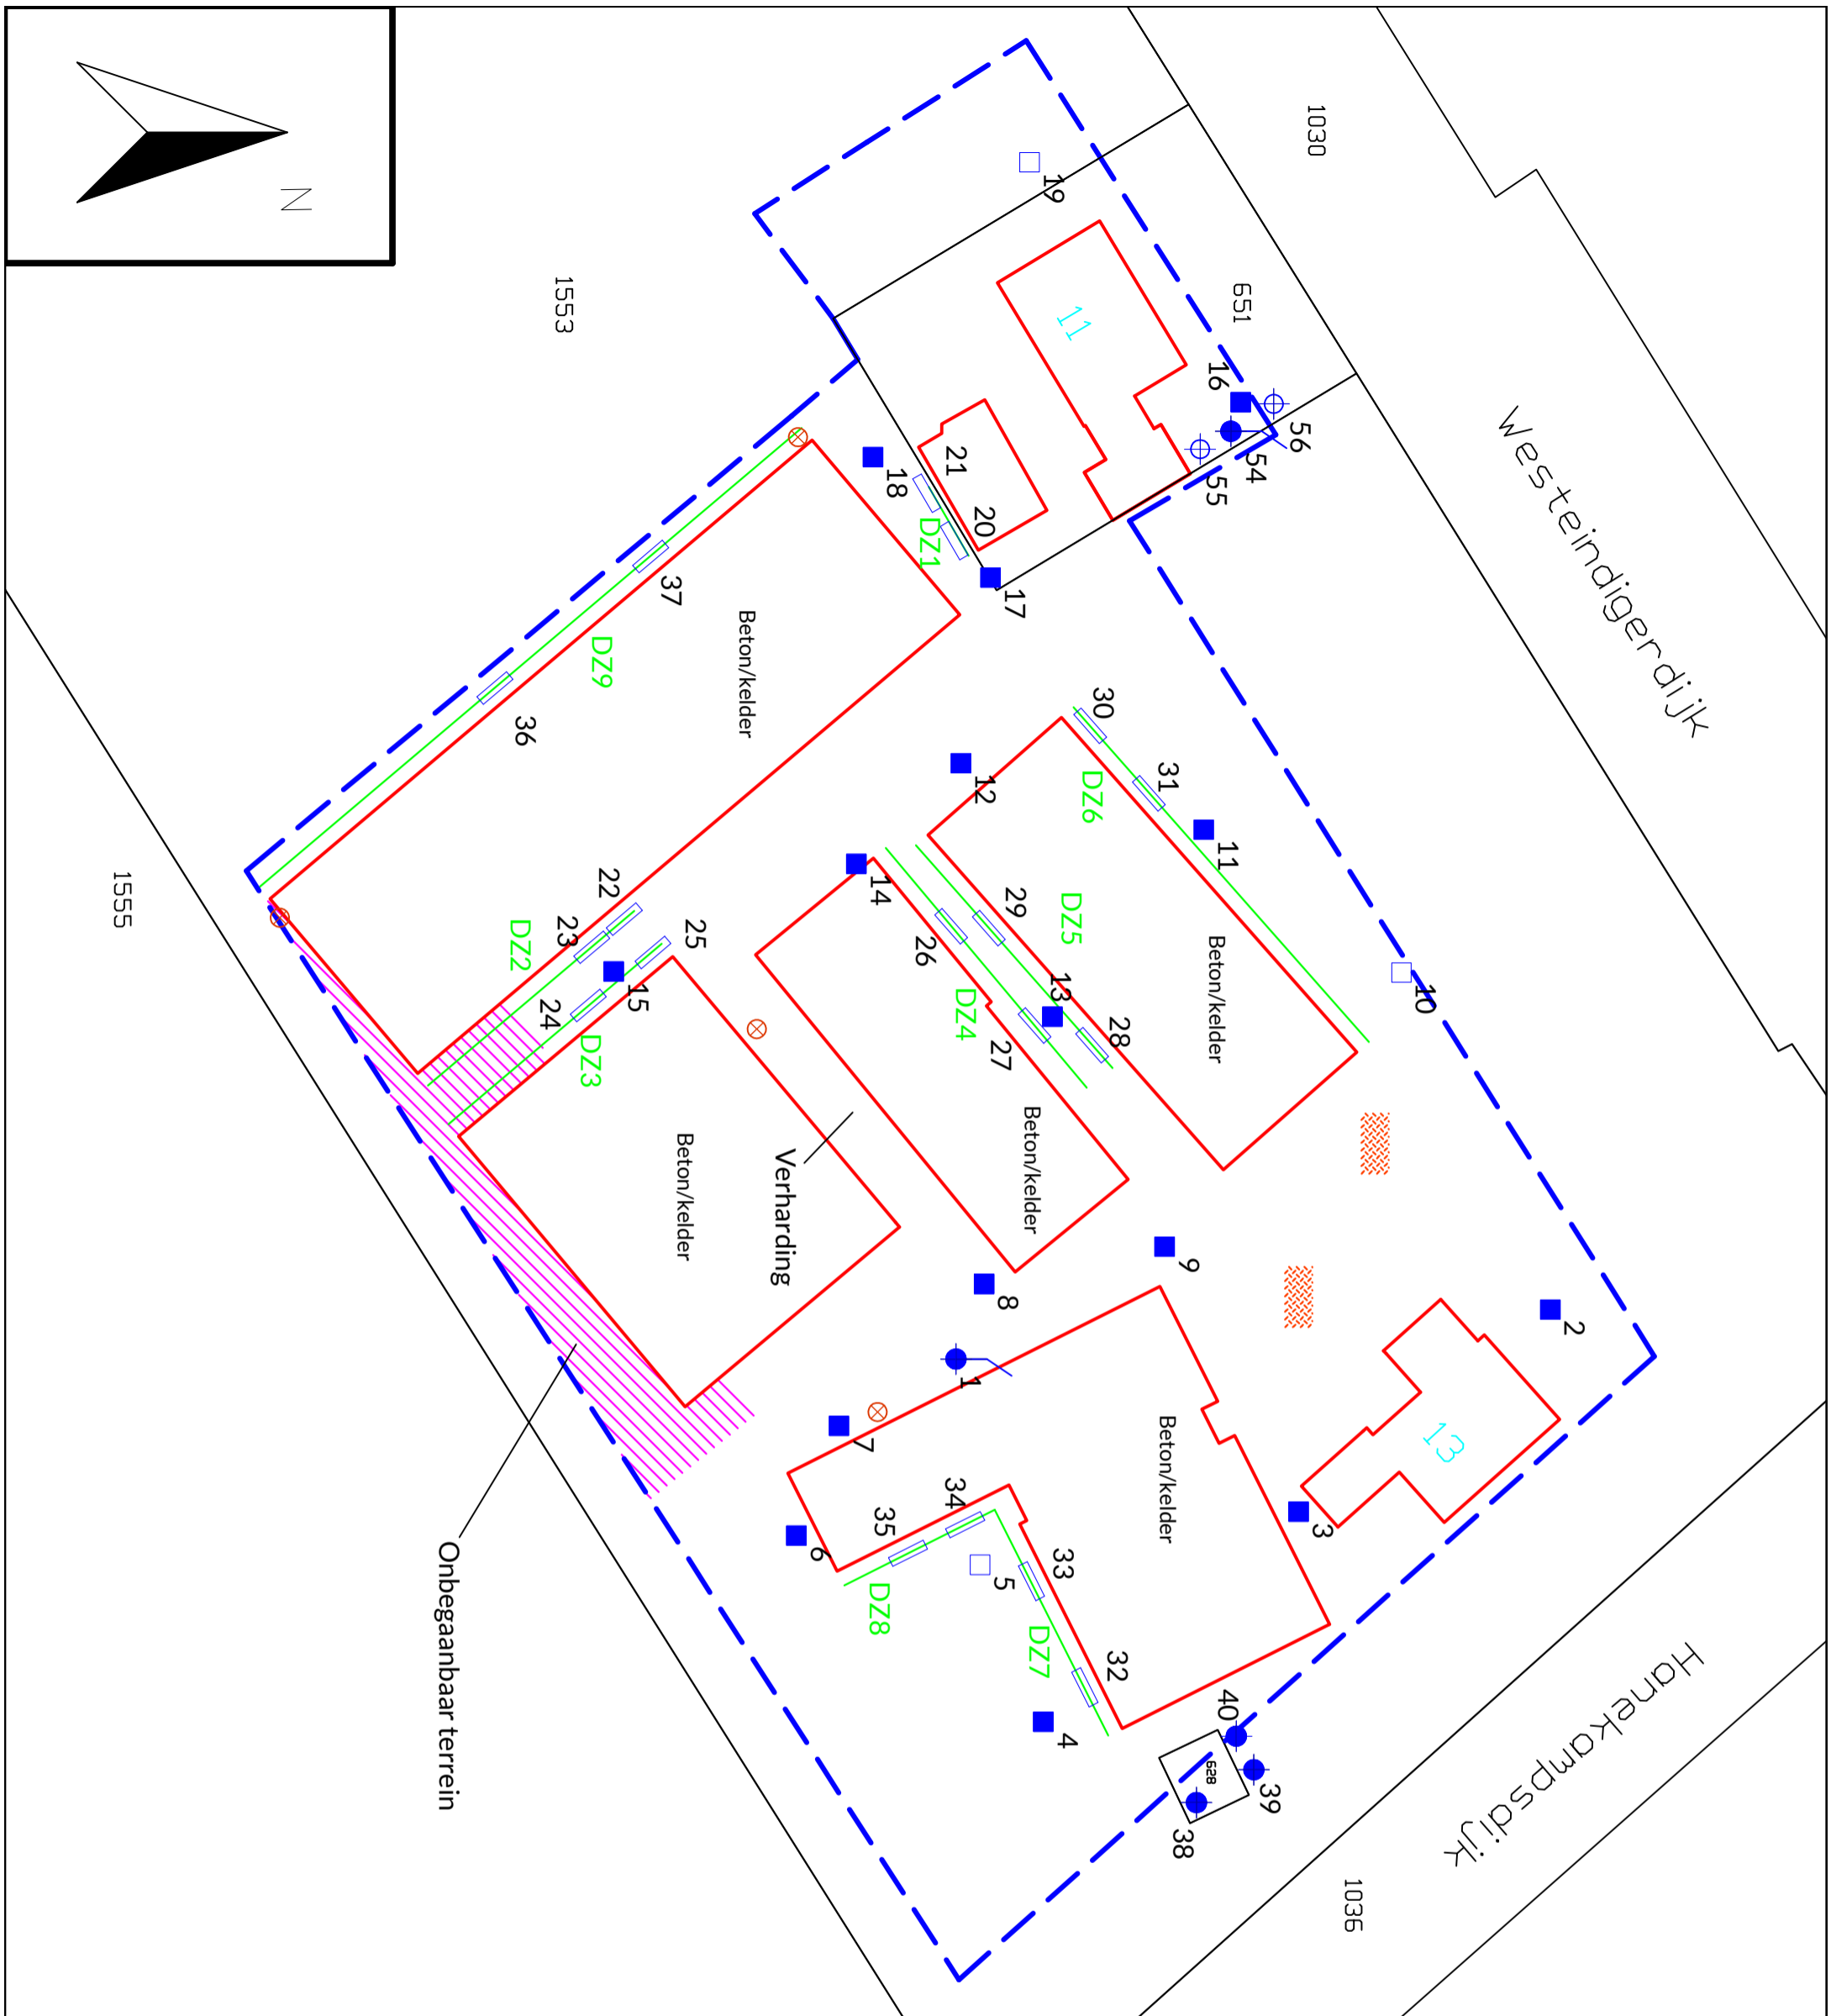 N
1030
651
1553
1555
1036
Westeindigerdijk
Hanekampsdijk
19
11
16
56
54
55
21
20
18
DZ1
17
37
DZ9
36
Beton/kelder
30
31
DZ6
12
11
14
29
DZ5
26
13
28
DZ4
27
Beton/kelder
10
22
23
25
DZ2
15
24
DZ3
Beton/kelder
Beton/kelder
Verharding
9
8
2
1
7
13
Beton/kelder
3
34
35
6
5
33
DZ8
DZ7
32
4
40
628
39
38
Onbegaanbaar terrein